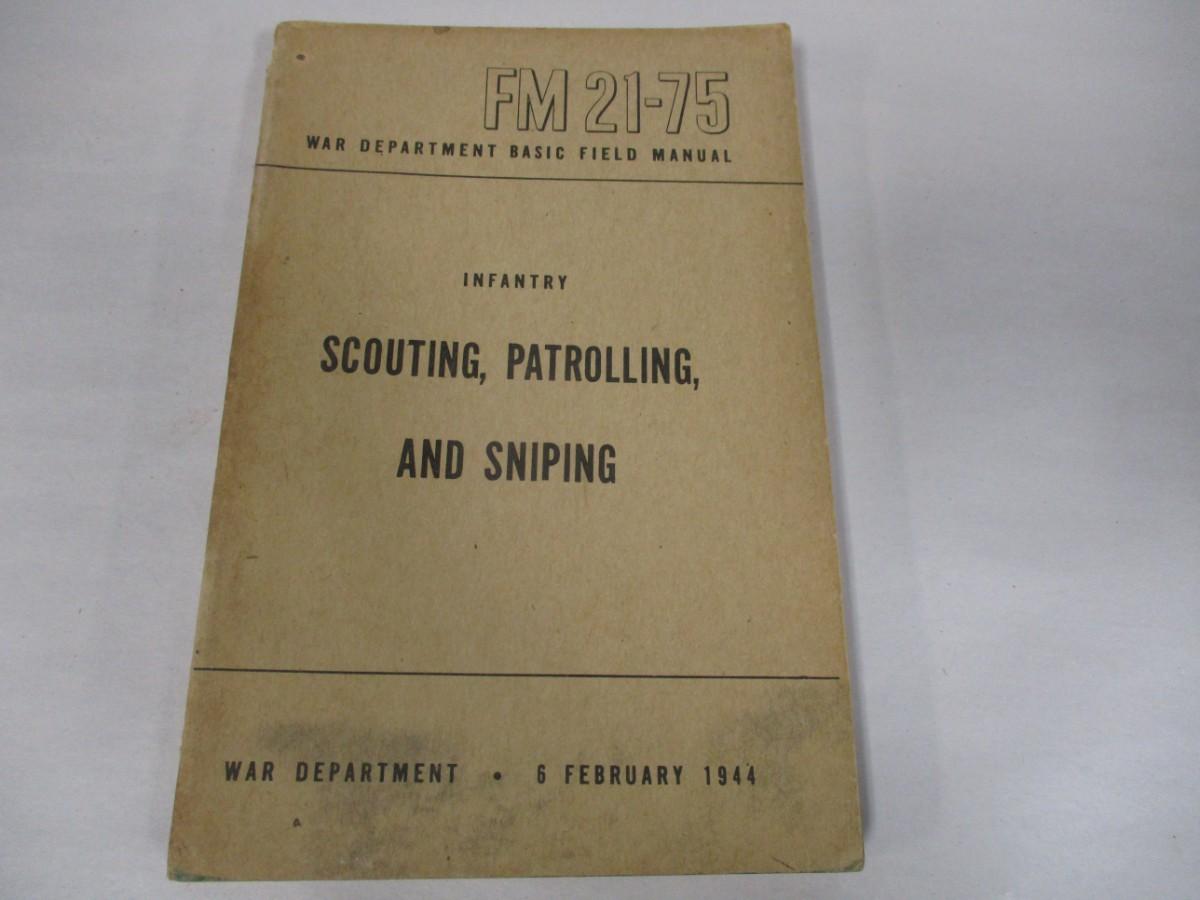 FM 21-75
WAR DEPARTMENT BASIC FIELD MANUAL
INFANTRY
SCOUTING, PATROLLING,
AND SNIPING
WAR DEPARTMENT • 6 FEBRUARY 1944